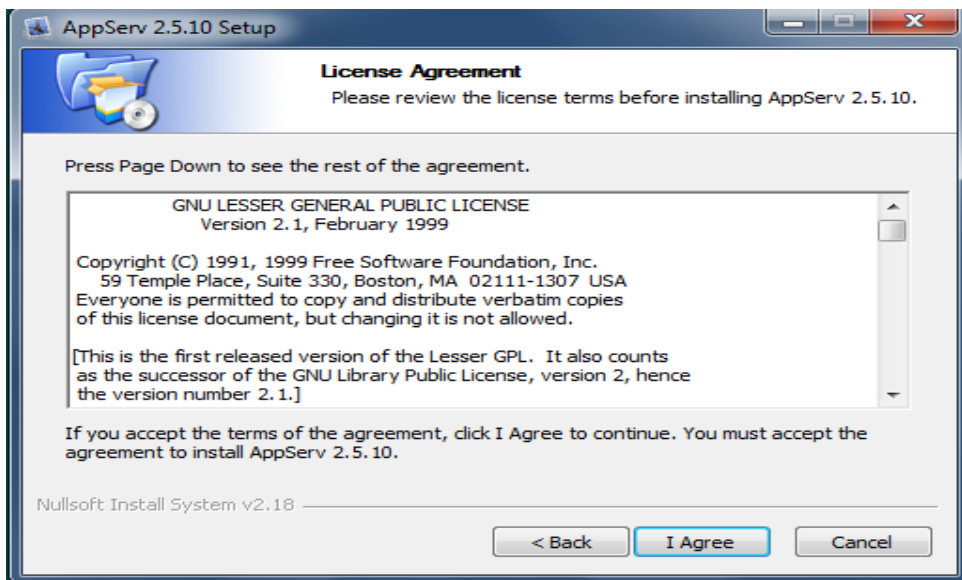 AppServ 2.5.10 Setup
License Agreement
Please review the license terms before installing AppServ 2.5.10.
Press Page Down to see the rest of the agreement.
GNU LESSER GENERAL PUBLIC LICENSE
Version 2.1, February 1999
Copyright (C) 1991, 1999 Free Software Foundation, Inc.
59 Temple Place, Suite 330, Boston, MA  02111-1307  USA
Everyone is permitted to copy and distribute verbatim copies
of this license document, but changing it is not allowed.
[This is the first released version of the Lesser GPL.  It also counts
as the successor of the GNU Library Public License, version 2, hence
the version number 2.1.]
If you accept the terms of the agreement, click I Agree to continue. You must accept the
agreement to install AppServ 2.5.10.
Nullsoft Install System v2.18
< Back
I Agree
Cancel